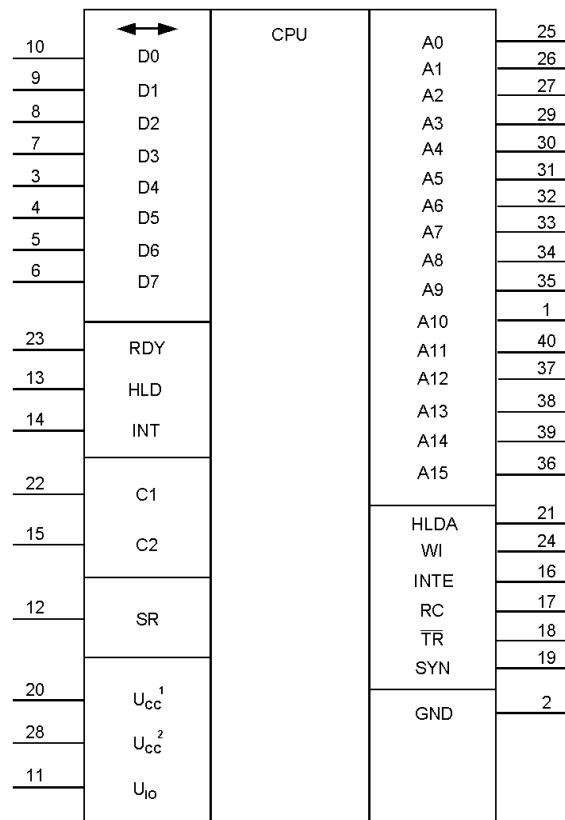 CPU
10 D0
9 D1
8 D2
7 D3
3 D4
4 D5
5 D6
6 D7
23 RDY
13 HLD
14 INT
22 C1
15 C2
12 SR
20 Ucc¹
28 Ucc²
11 U₁₀
A0 25
A1 26
A2 27
A3 29
A4 30
A5 31
A6 32
A7 33
A8 34
A9 35
A10 1
A11 40
A12 37
A13 38
A14 39
A15 36
HLDA 21
WI 24
INTE 16
RC 17
T̅R̅ 18
SYN 19
GND 2